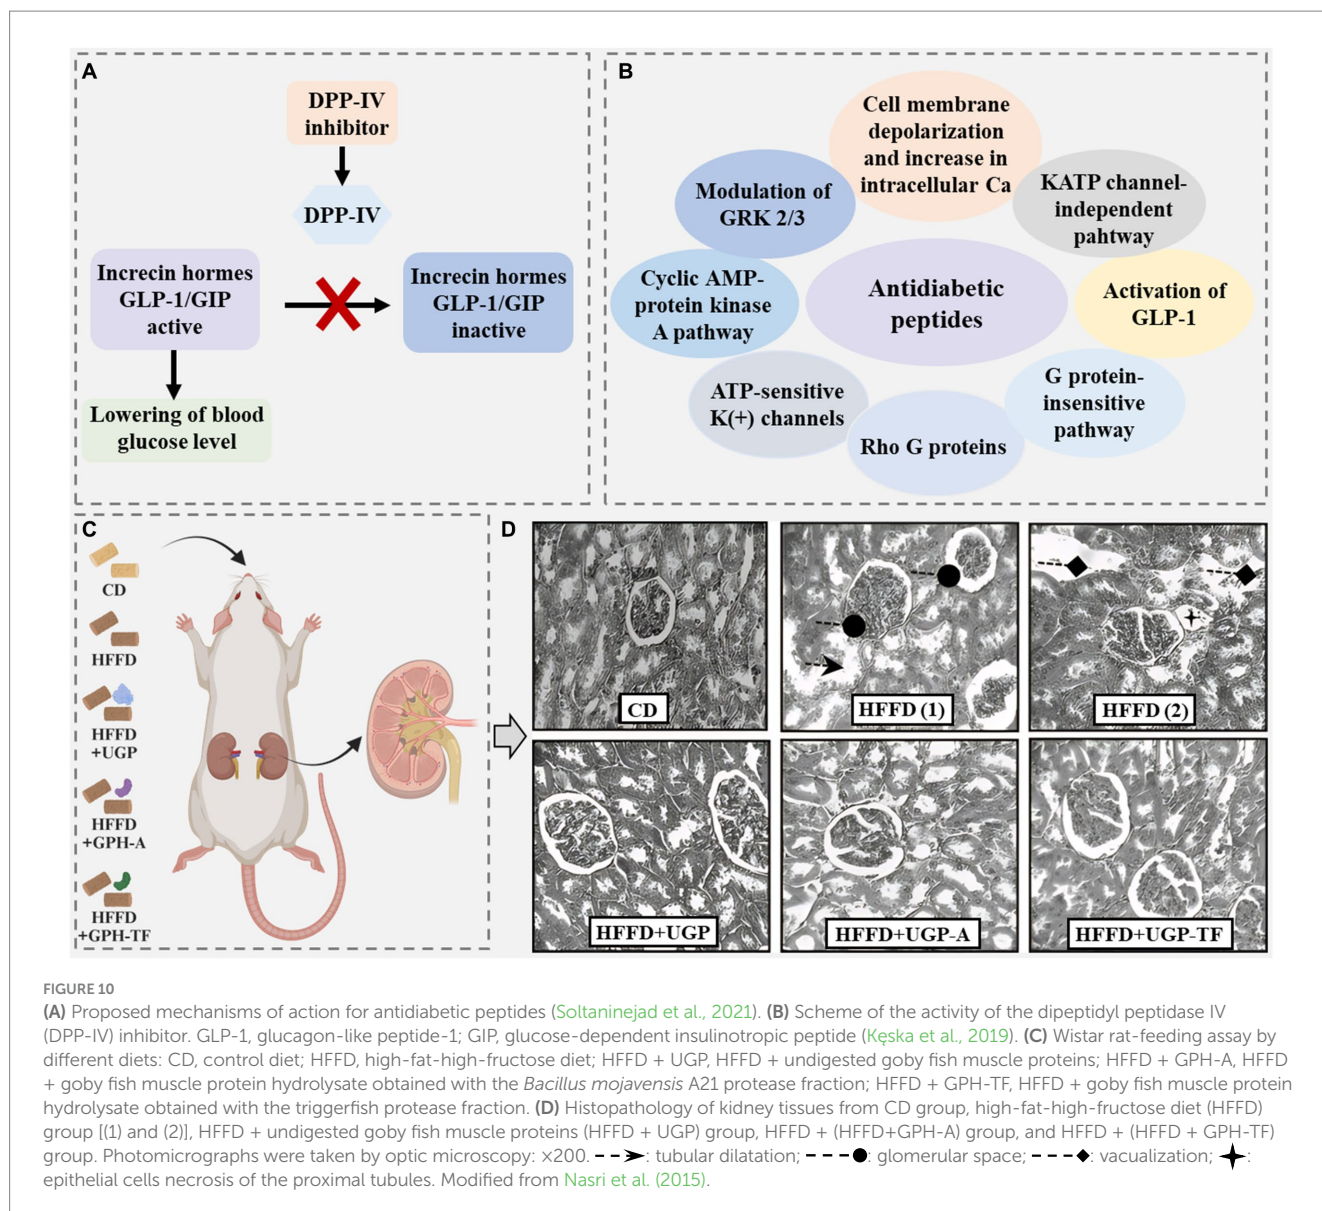 A
DPP-IV
inhibitor
DPP-IV
Increcin hormes
GLP-1/GIP
active
Increcin hormes
GLP-1/GIP
inactive
Lowering of blood
glucose level
B
Cell membrane
depolarization
and increase in
intracellular Ca
Modulation of
GRK 2/3
KATP channel-
independent
pahtway
Cyclic AMP-
protein kinase
A pathway
Antidiabetic
peptides
Activation of
GLP-1
ATP-sensitive
K(+) channels
Rho G proteins
G protein-
insensitive
pathway
C
CD
HFFD
HFFD
+UGP
HFFD
+GPH-A
HFFD
+GPH-TF
D
CD
HFFD (1)
HFFD (2)
HFFD+UGP
HFFD+UGP-A
HFFD+UGP-TF
FIGURE 10
(A) Proposed mechanisms of action for antidiabetic peptides (Soltaninejad et al., 2021). (B) Scheme of the activity of the dipeptidyl peptidase IV
(DPP-IV) inhibitor. GLP-1, glucagon-like peptide-1; GIP, glucose-dependent insulinotropic peptide (Kęska et al., 2019). (C) Wistar rat-feeding assay by
different diets: CD, control diet; HFFD, high-fat-high-fructose diet; HFFD + UGP, HFFD + undigested goby fish muscle proteins; HFFD + GPH-A, HFFD
+ goby fish muscle protein hydrolysate obtained with the Bacillus mojavensis A21 protease fraction; HFFD + GPH-TF, HFFD + goby fish muscle protein
hydrolysate obtained with the triggerfish protease fraction. (D) Histopathology of kidney tissues from CD group, high-fat-high-fructose diet (HFFD)
group [(1) and (2)], HFFD + undigested goby fish muscle proteins (HFFD + UGP) group, HFFD + (HFFD+GPH-A) group, and HFFD + (HFFD + GPH-TF)
group. Photomicrographs were taken by optic microscopy: ×200. : tubular dilatation; : glomerular space; : vacualization; :
epithelial cells necrosis of the proximal tubules. Modified from Nasri et al. (2015).